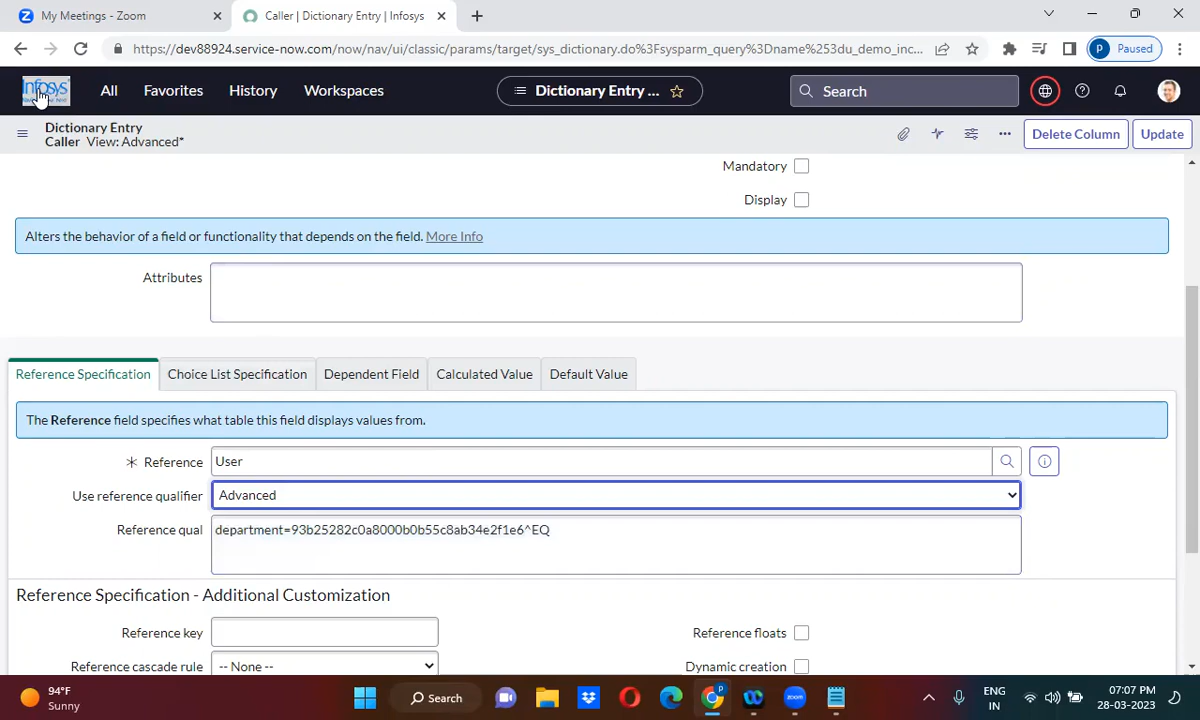 My Meetings - Zoom
Caller | Dictionary Entry | Infosys
https://dev88924.service-now.com/now/nav/ui/classic/params/target/sys_dictionary.do%3Fsysparm_query%3Dname%253du_demo_inc...
P Paused
Infosys
All
Favorites
History
Workspaces
Dictionary Entry ...
Search
Dictionary Entry
Caller View: Advanced*
Delete Column
Update
Mandatory
Display
Alters the behavior of a field or functionality that depends on the field. More Info
Attributes
Reference Specification
Choice List Specification
Dependent Field
Calculated Value
Default Value
The Reference field specifies what table this field displays values from.
Reference User
Use reference qualifier Advanced
Reference qual department=93b25282c0a8000b0b55c8ab34e2f1e6^EQ
Reference Specification - Additional Customization
Reference key
Reference floats
Reference cascade rule -- None --
Dynamic creation
94°F
Sunny
Search
zoom
ENG
IN
07:07 PM
28-03-2023